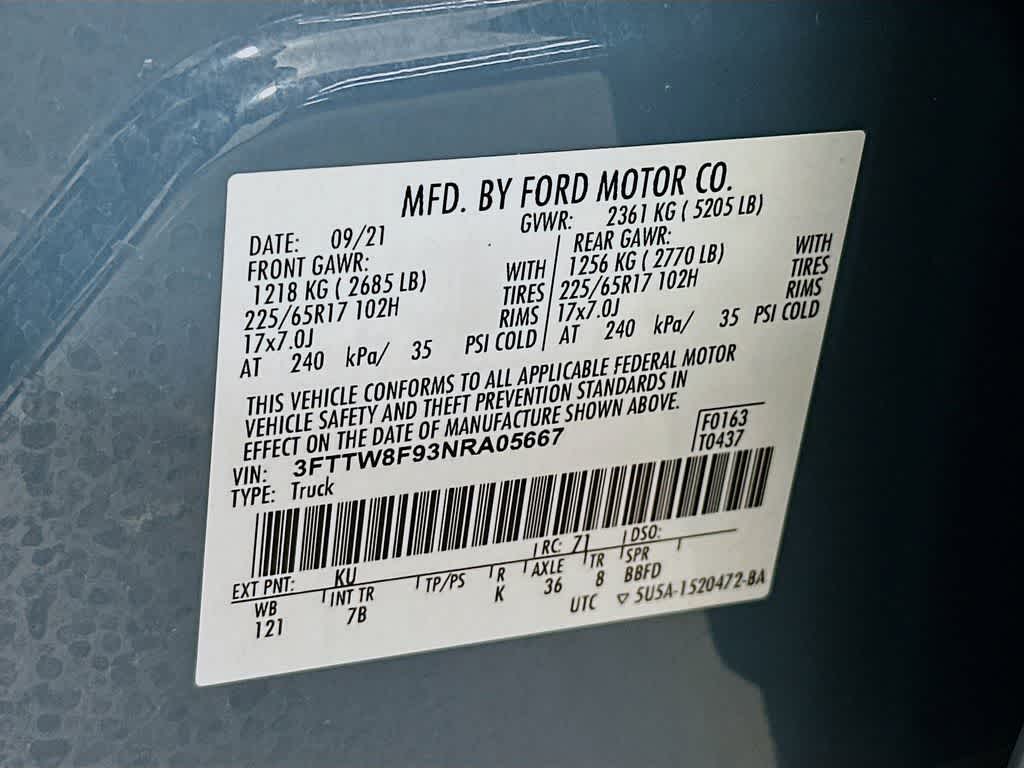 MFD. BY FORD MOTOR CO.
DATE: 09/21 GVWR: 2361 KG ( 5205 LB)
FRONT GAWR: REAR GAWR:
1218 KG ( 2685 LB) WITH 1256 KG ( 2770 LB) WITH
225/65R17 102H TIRES 225/65R17 102H TIRES
17x7.0J RIMS 17x7.0J RIMS
AT 240 kPa/ 35 PSI COLD AT 240 kPa/ 35 PSI COLD
THIS VEHICLE CONFORMS TO ALL APPLICABLE FEDERAL MOTOR
VEHICLE SAFETY AND THEFT PREVENTION STANDARDS IN
EFFECT ON THE DATE OF MANUFACTURE SHOWN ABOVE.
VIN: 3FTTW8F93NRA05667 F0163
TYPE: Truck T0437
EXT PNT: KU RC: 71 DSO:
WB INT TR TP/PS R AXLE TR SPR
121 7B K 36 8 BBFD
UTC ▽ 5U5A-1520472-BA